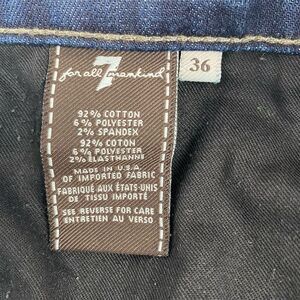 7
for all mankind
36
92% COTTON
6% POLYESTER
2% SPANDEX
92% COTON
6% POLYESTER
2% ELASTHANNE
MADE IN U.S.A.
OF IMPORTED FABRIC
FABRIQUÉ AUX ÉTATS-UNIS
DE TISSU IMPORTÉ
SEE REVERSE FOR CARE
ENTRETIEN AU VERSO